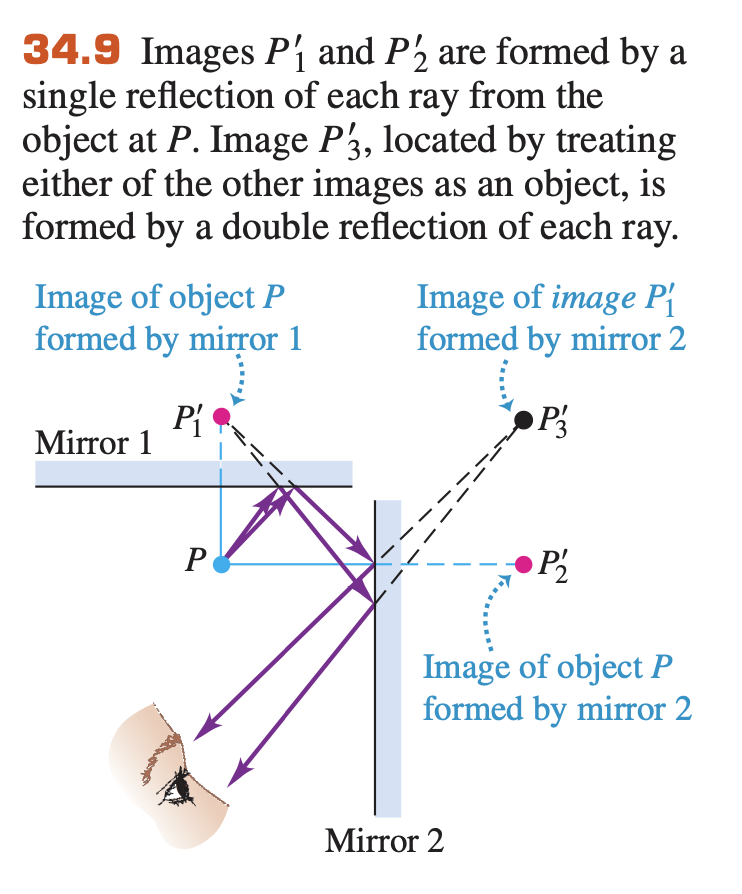 34.9 Images P′1 and P′2 are formed by a
single reflection of each ray from the
object at P. Image P′3, located by treating
either of the other images as an object, is
formed by a double reflection of each ray.
Image of object P
formed by mirror 1
Image of image P′1
formed by mirror 2
P′1
P′3
Mirror 1
P
P′2
Image of object P
formed by mirror 2
Mirror 2